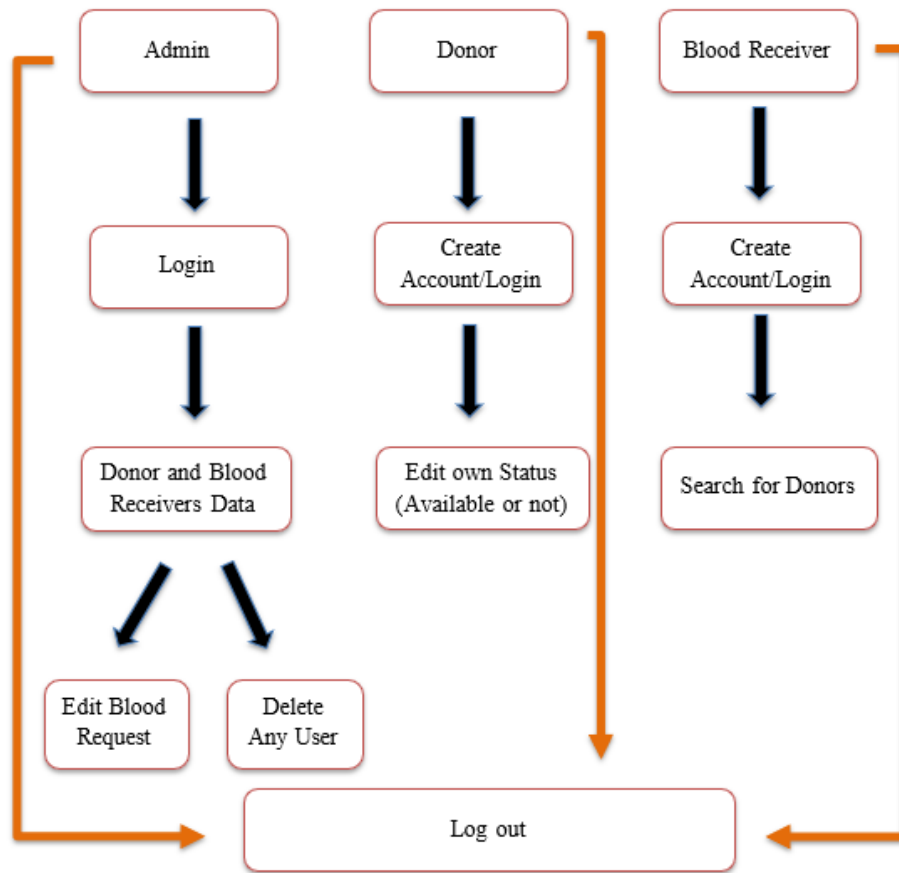 Admin
Donor
Blood Receiver
Login
Create
Account/Login
Create
Account/Login
Donor and Blood
Receivers Data
Edit own Status
(Available or not)
Search for Donors
Edit Blood
Request
Delete
Any User
Log out